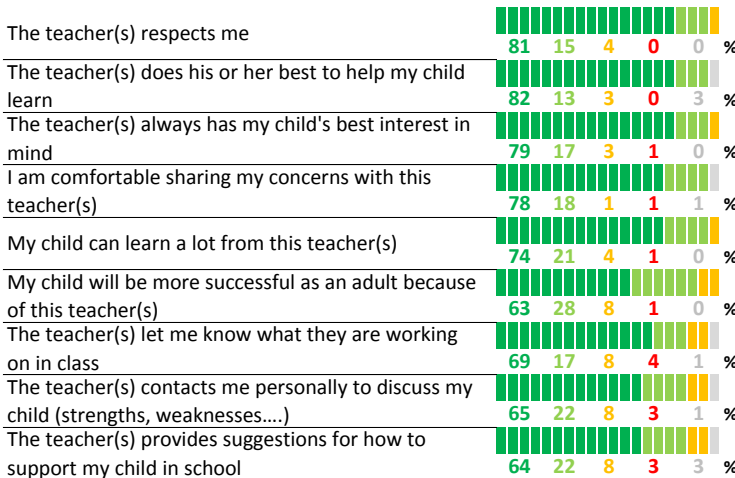 The teacher(s) respects me
81 15 4 0 0 %
The teacher(s) does his or her best to help my child
learn
82 13 3 0 3 %
The teacher(s) always has my child's best interest in
mind
79 17 3 1 0 %
I am comfortable sharing my concerns with this
teacher(s)
78 18 1 1 1 %
My child can learn a lot from this teacher(s)
74 21 4 1 0 %
My child will be more successful as an adult because
of this teacher(s)
63 28 8 1 0 %
The teacher(s) let me know what they are working
on in class
69 17 8 4 1 %
The teacher(s) contacts me personally to discuss my
child (strengths, weaknesses….)
65 22 8 3 1 %
The teacher(s) provides suggestions for how to
support my child in school
64 22 8 3 3 %